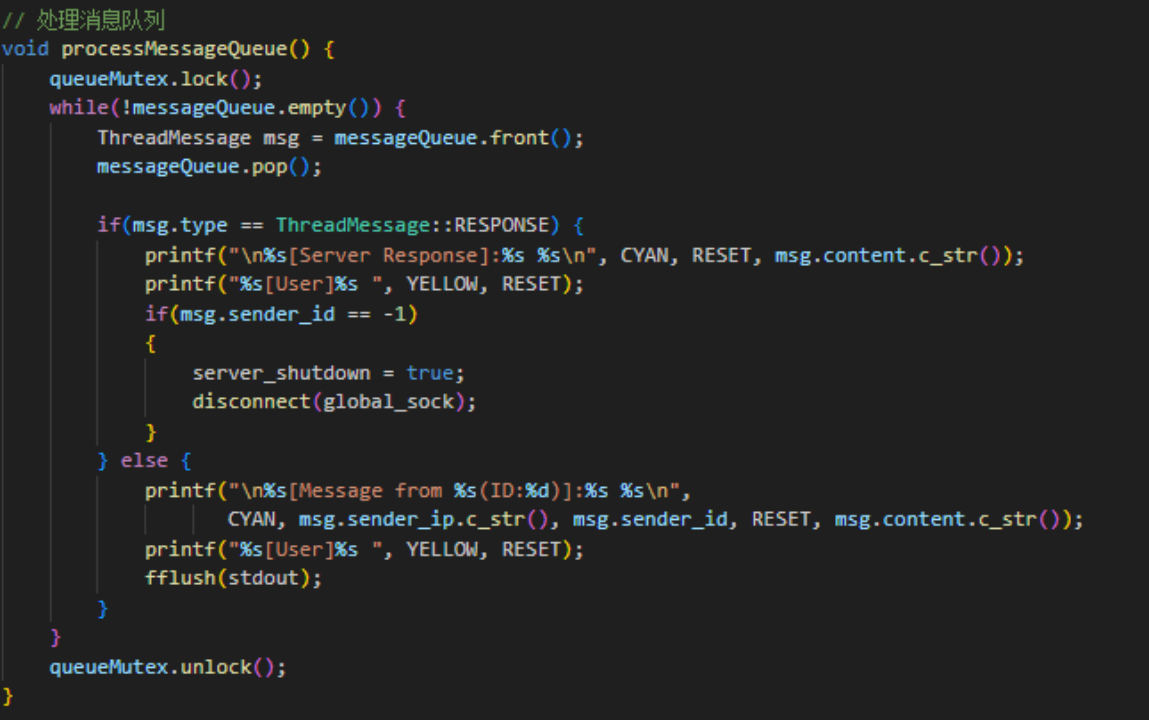 // 处理消息队列
void processMessageQueue() {
    queueMutex.lock();
    while(!messageQueue.empty()) {
        ThreadMessage msg = messageQueue.front();
        messageQueue.pop();

        if(msg.type == ThreadMessage::RESPONSE) {
            printf("\n%s[Server Response]:%s %s\n", CYAN, RESET, msg.content.c_str());
            printf("%s[User]%s ", YELLOW, RESET);
            if(msg.sender_id == -1)
            {
                server_shutdown = true;
                disconnect(global_sock);
            }
        } else {
            printf("\n%s[Message from %s(ID:%d)]:%s %s\n",
                   CYAN, msg.sender_ip.c_str(), msg.sender_id, RESET, msg.content.c_str());
            printf("%s[User]%s ", YELLOW, RESET);
            fflush(stdout);
        }
    }
    queueMutex.unlock();
}